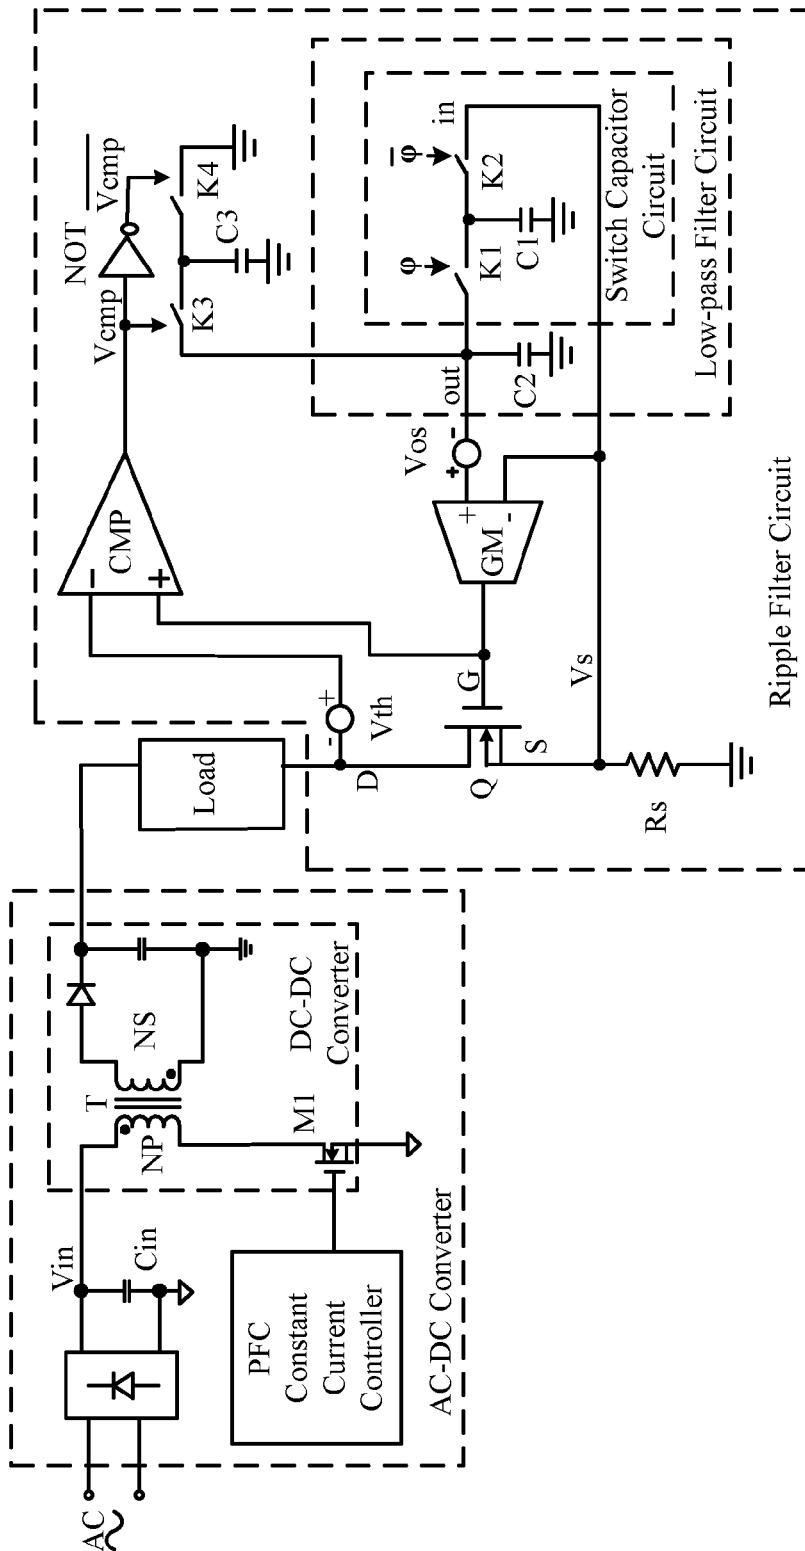 AC
~
Vin
Cin
PFC
Constant
Current
Controller
AC-DC Converter
T
NP
NS
M1
DC-DC
Converter
Load
D
Vth
+
-
Q
G
S
Rs
Vs
CMP
-
+
GM
+
-
Vos
+
-
out
C2
NOT
Vcmp
Vcmp
K3
K4
C3
φ
φ
K1
K2
C1
in
Switch Capacitor
Circuit
Low-pass Filter Circuit
Ripple Filter Circuit